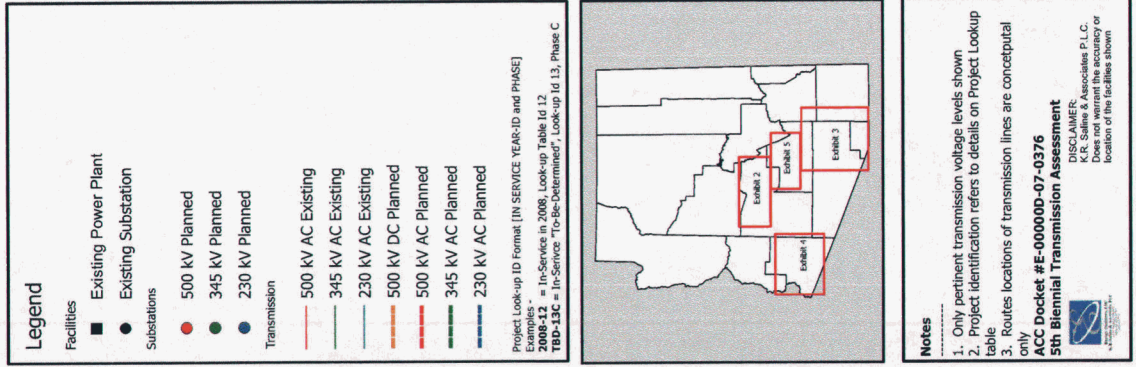 Legend
Facilities
Existing Power Plant
Existing Substation
Substations
500 kV Planned
345 kV Planned
230 kV Planned
Transmission
500 kV AC Existing
345 kV AC Existing
230 kV AC Existing
500 kV DC Planned
500 kV AC Planned
345 kV AC Planned
230 kV AC Planned
Project Look-up ID Format [IN SERVICE YEAR-ID and PHASE]
Examples -
2008-12 = In-Service in 2008, Look-up Table Id 12
TBD-13C = In-Serivce "To-Be-Determined", Look-up Id 13, Phase C
Exhibit 2
Exhibit 5
Exhibit 3
Exhibit 4
Notes
------------
1. Only pertinent transmission voltage levels shown
2. Project identification refers to details on Project Lookup
table
3. Routes locations of transmission lines are concetputal
only
ACC Docket #E-00000D-07-0376
5th Biennial Transmission Assessment
DISCLAIMER:
K.R. Saline & Associates P.L.C.
Does not warrant the accuracy or
location of the facilities shown